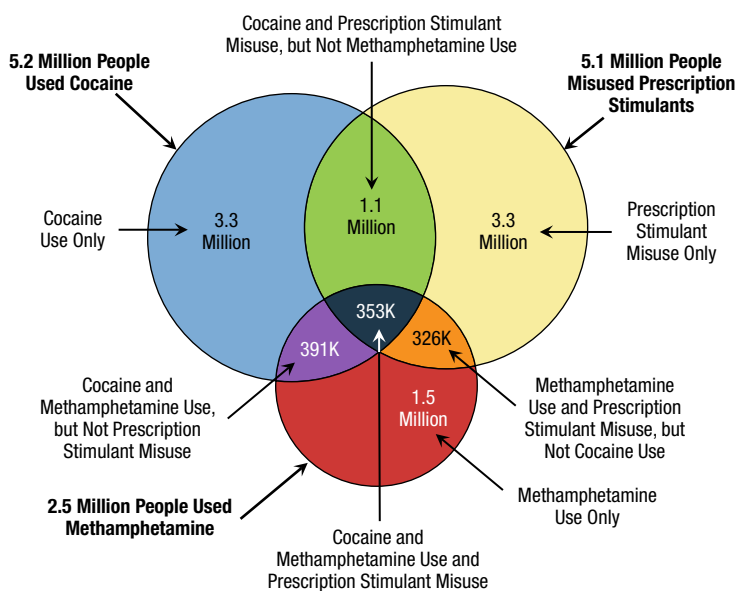 Cocaine and Prescription Stimulant
Misuse, but Not Methamphetamine Use
5.2 Million People
Used Cocaine
5.1 Million People
Misused Prescription
Stimulants
Cocaine
Use Only
3.3
Million
1.1
Million
3.3
Million
Prescription
Stimulant
Misuse Only
353K
391K
326K
Cocaine and
Methamphetamine Use,
but Not Prescription
Stimulant Misuse
1.5
Million
Methamphetamine
Use and Prescription
Stimulant Misuse, but
Not Cocaine Use
2.5 Million People Used
Methamphetamine
Methamphetamine
Use Only
Cocaine and
Methamphetamine Use and
Prescription Stimulant Misuse